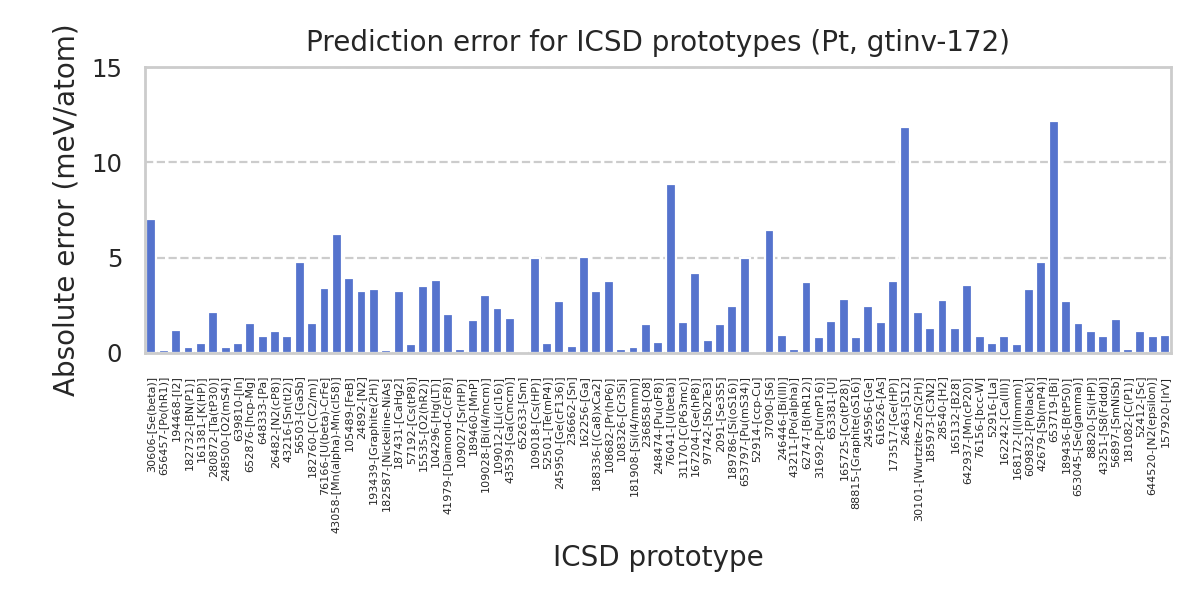 Prediction error for ICSD prototypes (Pt, gtinv-172)
Absolute error (meV/atom)
15
10
5
0
30606-[Se(beta)]
656457-[Po(hR1)]
194468-[I2]
182732-[BN(P1)]
161381-[K(HP)]
280872-[Ta(tP30)]
248500-[O2(mS4)]
639810-[In]
652876-[hcp-Mg]
648333-[Pa]
26482-[N2(cP8)]
43216-[Sn(tI2)]
56503-[GaSb]
182760-[C(C2/m)]
76166-[U(beta)-CrFe]
43058-[Mn(alpha)-Mn(cI58)]
105489-[FeB]
24892-[N2]
193439-[Graphite(2H)]
182587-[Nickeline-NiAs]
187431-[CaHg2]
57192-[Cs(tP8)]
15535-[O2(hR2)]
104296-[Hg(LT)]
41979-[Diamond-C(cF8)]
109027-[Sr(HP)]
189460-[MnP]
109028-[Bi(I4/mcm)]
109012-[Li(cI16)]
43539-[Ga(Cmcm)]
652633-[Sm]
109018-[Cs(HP)]
52501-[Te(mP4)]
245950-[Ge(cF136)]
236662-[Sn]
162256-[Ga]
188336-[(Ca8)xCa2]
108682-[Pr(hP6)]
108326-[Cr3Si]
181908-[Si(I4/mmm)]
236858-[O8]
248474-[Pu(oF8)]
76041-[U(beta)]
31170-[C(P63mc)]
167204-[Ge(hP8)]
97742-[Sb2Te3]
2091-[Se3S5]
189786-[Si(oS16)]
653797-[Pu(mS34)]
52914-[ccp-Cu]
37090-[S6]
246446-[Bi(III)]
43211-[Po(alpha)]
62747-[B(hR12)]
31692-[Pu(mP16)]
653381-[U]
165725-[Co(tP28)]
88815-[Graphite(oS16)]
245956-[Ge]
616526-[As]
173517-[Ge(HP)]
26463-[S12]
30101-[Wurtzite-ZnS(2H)]
185973-[C3N2]
28540-[H2]
165132-[B28]
642937-[Mn(cP20)]
76156-[bcc-W]
52916-[La]
162242-[Ca(III)]
168172-[I(Immm)]
609832-[P(black)]
42679-[Sb(mP4)]
653719-[Bi]
189436-[B(tP50)]
653045-[Se(gamma)]
88820-[Si(HP)]
43251-[S8(Fddd)]
56897-[SmNiSb]
181082-[C(P1)]
52412-[Sc]
644520-[N2(epsilon)]
157920-[IrV]
ICSD prototype